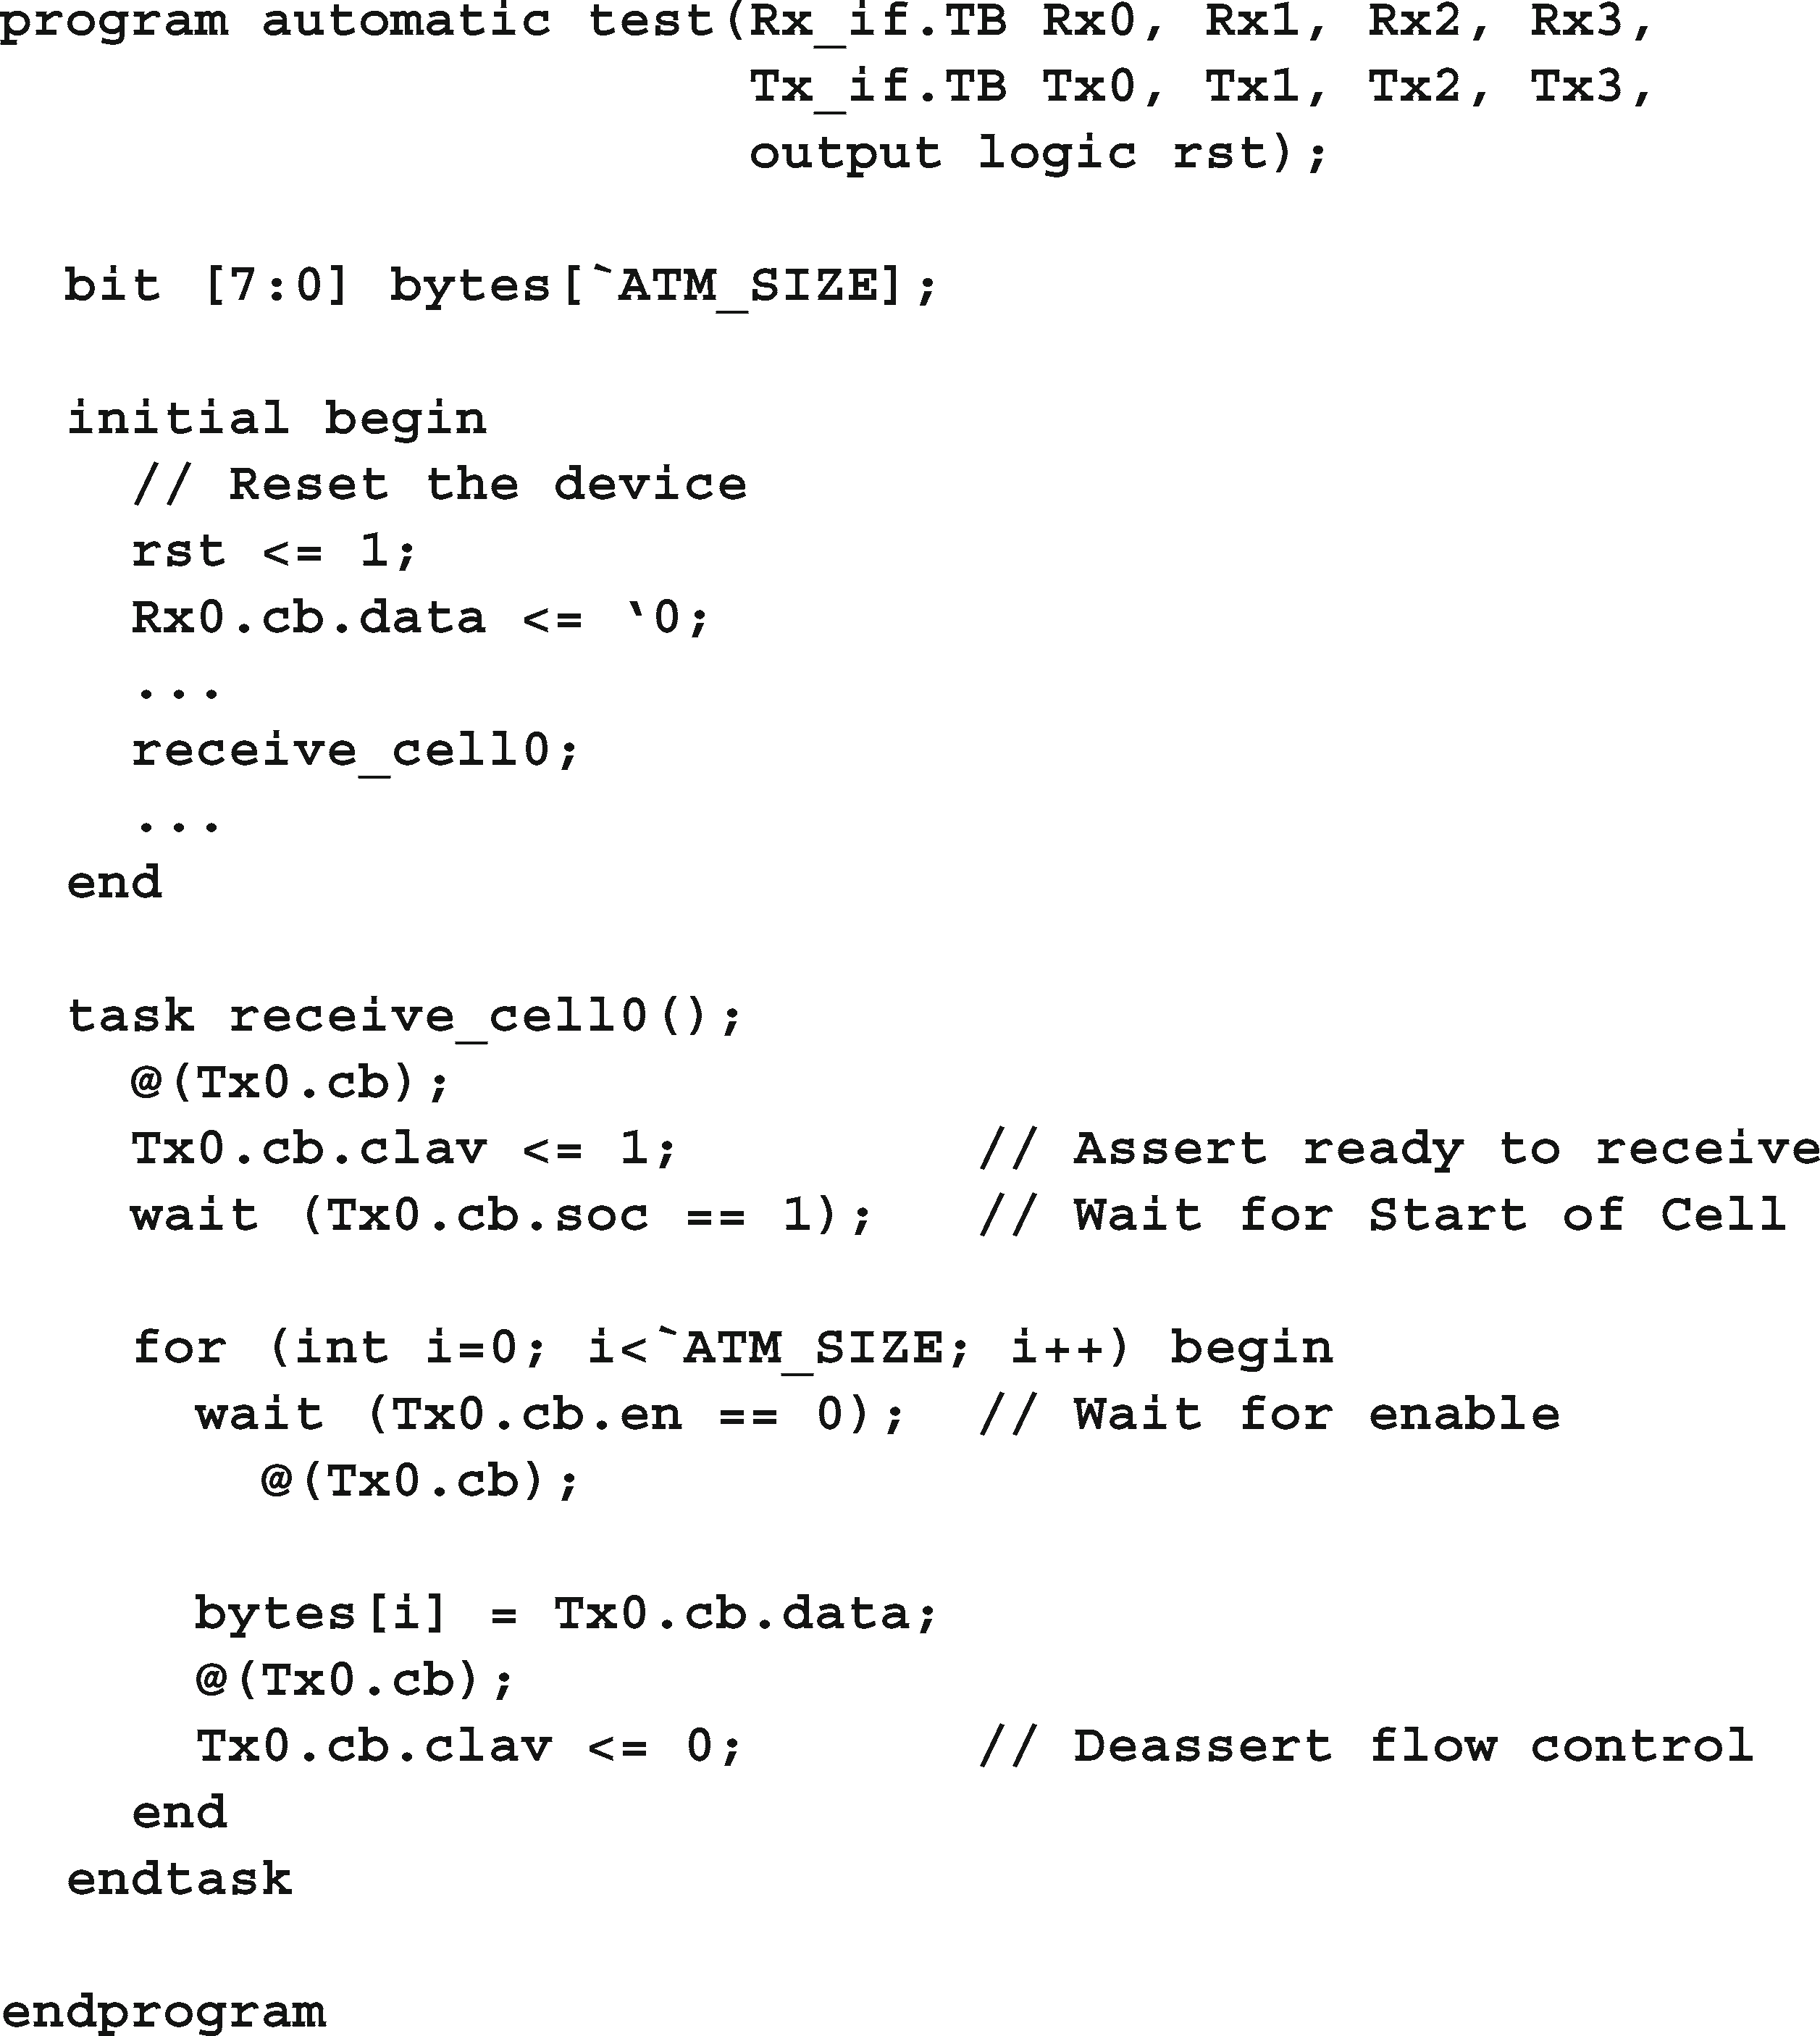 program automatic test(Rx_if.TB Rx0, Rx1, Rx2, Rx3,
                       Tx_if.TB Tx0, Tx1, Tx2, Tx3,
                       output logic rst);

  bit [7:0] bytes[`ATM_SIZE];

  initial begin
    // Reset the device
    rst <= 1;
    Rx0.cb.data <= ‘0;
    ...
    receive_cell0;
    ...
  end

  task receive_cell0();
    @(Tx0.cb);
    Tx0.cb.clav <= 1;         // Assert ready to receive
    wait (Tx0.cb.soc == 1);   // Wait for Start of Cell

    for (int i=0; i<`ATM_SIZE; i++) begin
      wait (Tx0.cb.en == 0);  // Wait for enable
        @(Tx0.cb);

      bytes[i] = Tx0.cb.data;
      @(Tx0.cb);
      Tx0.cb.clav <= 0;       // Deassert flow control
    end
  endtask

endprogram